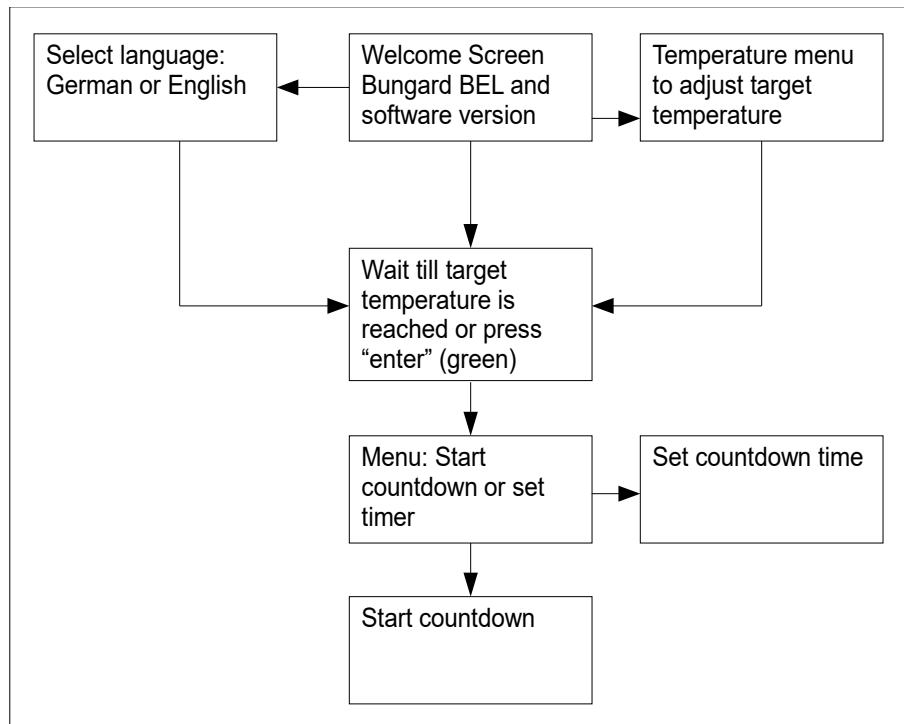 Select language:
German or English
Welcome Screen
Bungard BEL and
software version
Temperature menu
to adjust target
temperature
Wait till target
temperature is
reached or press
“enter” (green)
Menu: Start
countdown or set
timer
Set countdown time
Start countdown